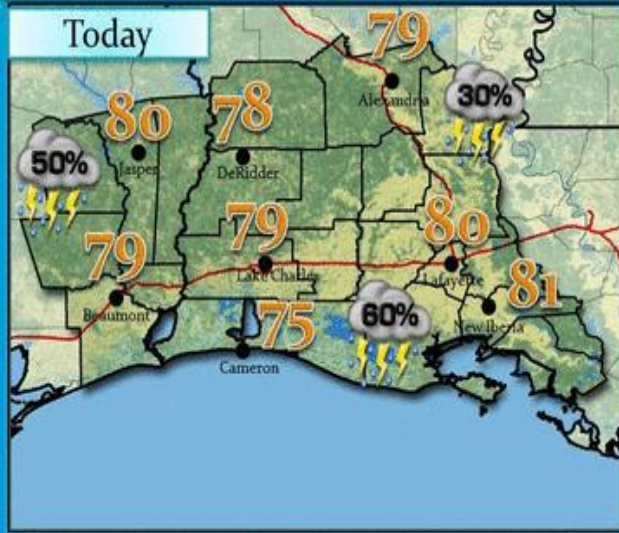 Today
79
Alexandria
30%
80
Jasper
78
DeRidder
50%
79
Beaumont
79
Lake Charles
80
Lafayette
81
New Iberia
60%
75
Cameron